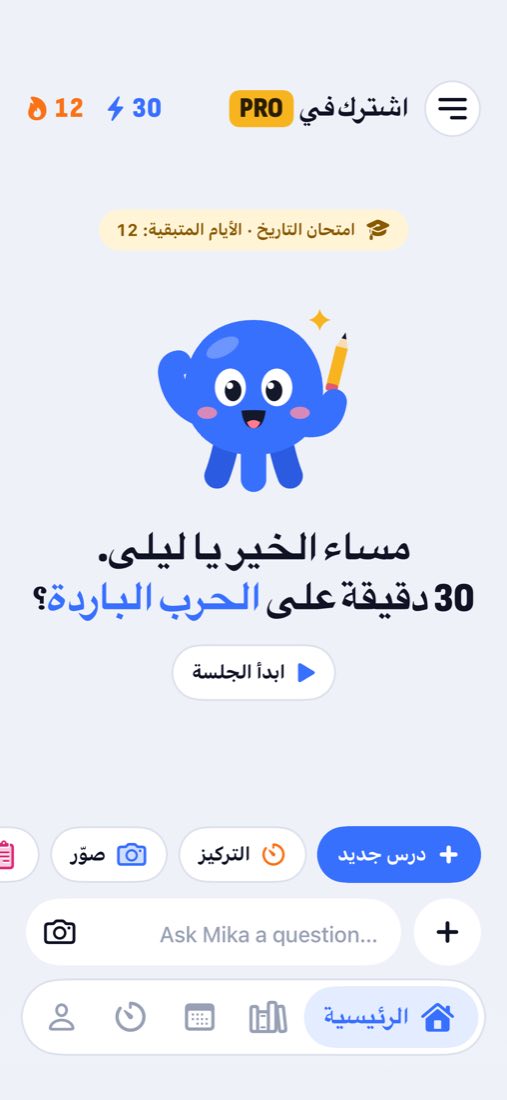 اشترك في PRO
30
12
امتحان التاريخ · الأيام المتبقية: 12
مساء الخير يا ليلى.
30 دقيقة على الحرب الباردة؟
ابدأ الجلسة
درس جديد
التركيز
صوّر
Ask Mika a question...
الرئيسية